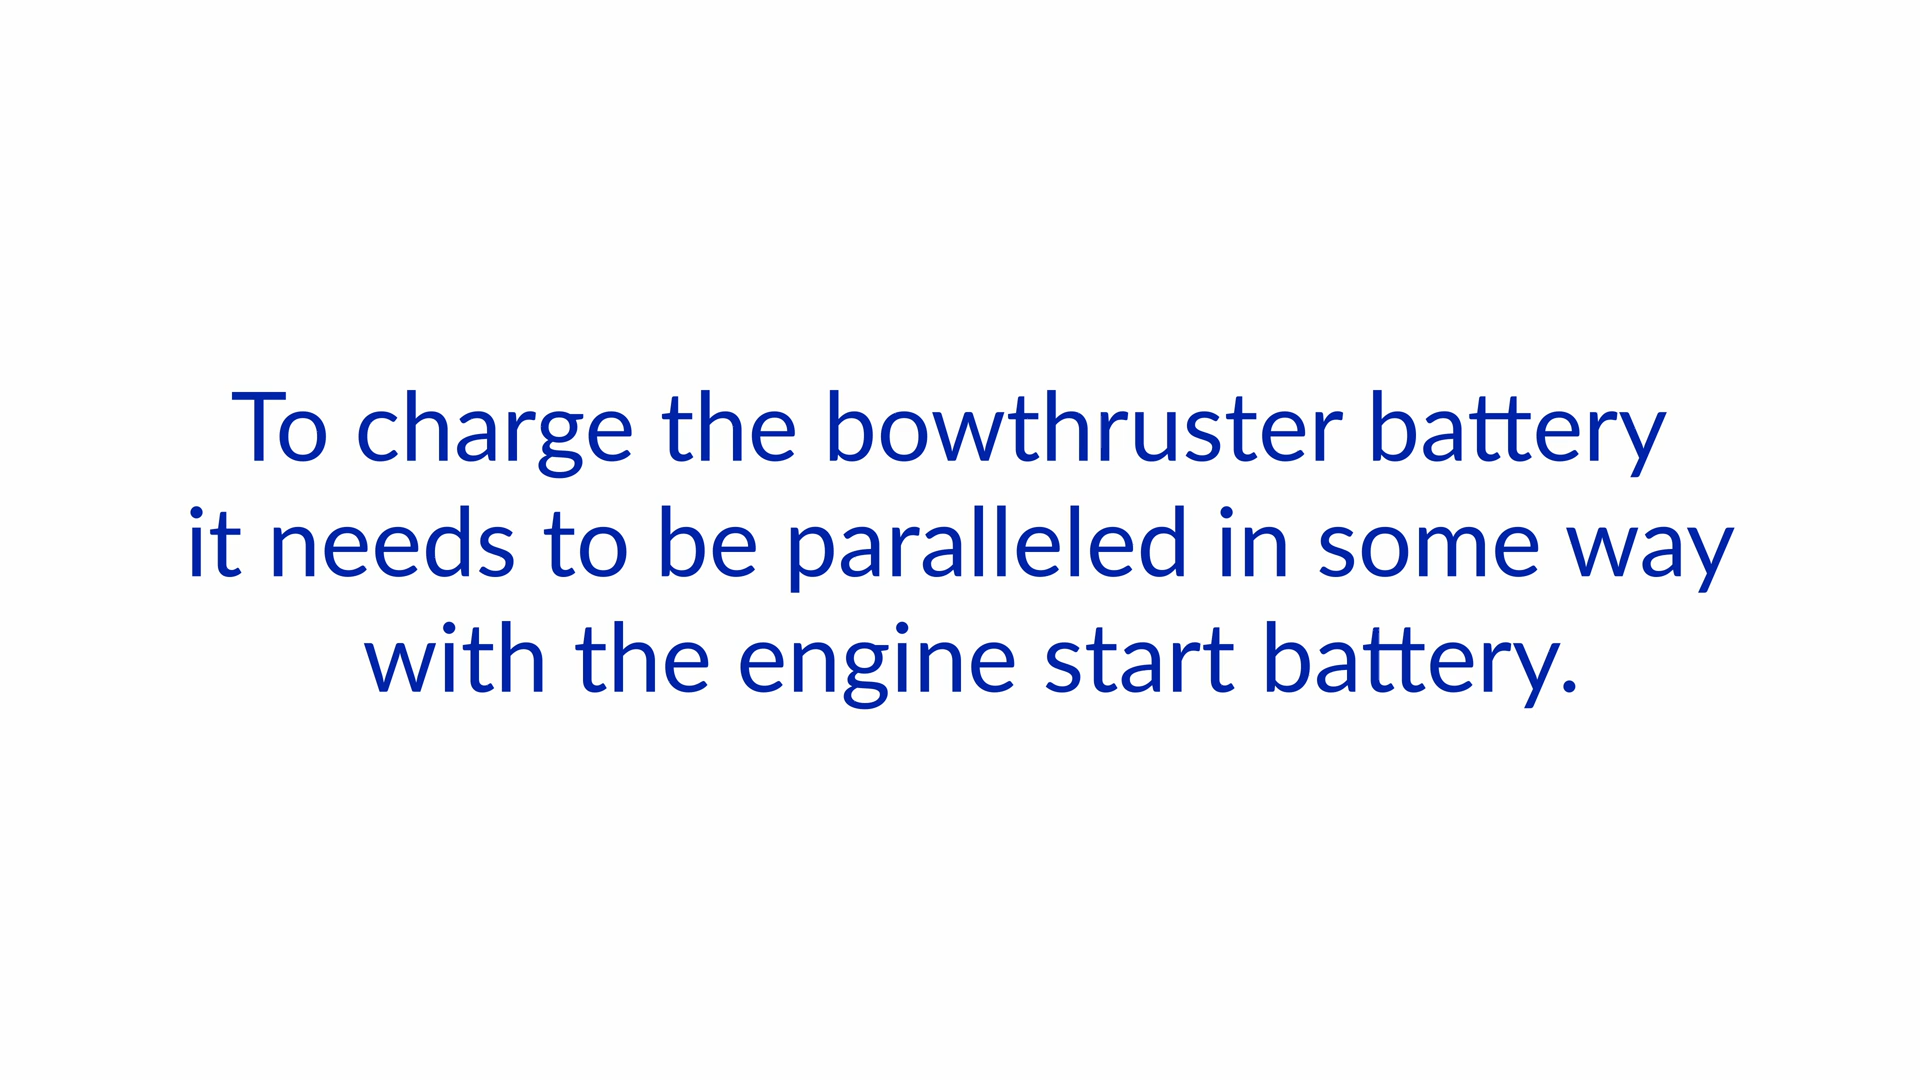 To charge the bowthruster battery
it needs to be paralleled in some way
with the engine start battery.